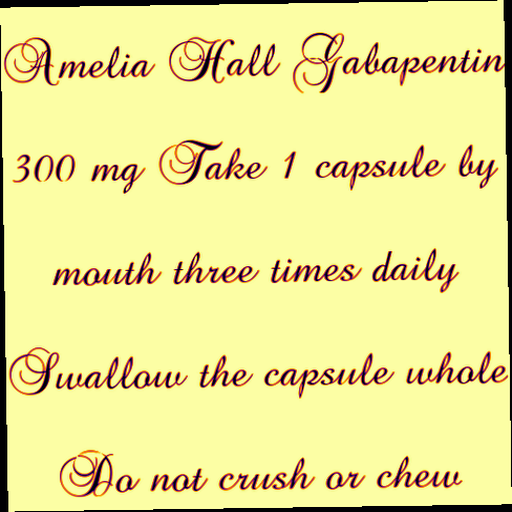 Amelia Hall Gabapentin
300 mg Take 1 capsule by
mouth three times daily
Swallow the capsule whole
Do not crush or chew